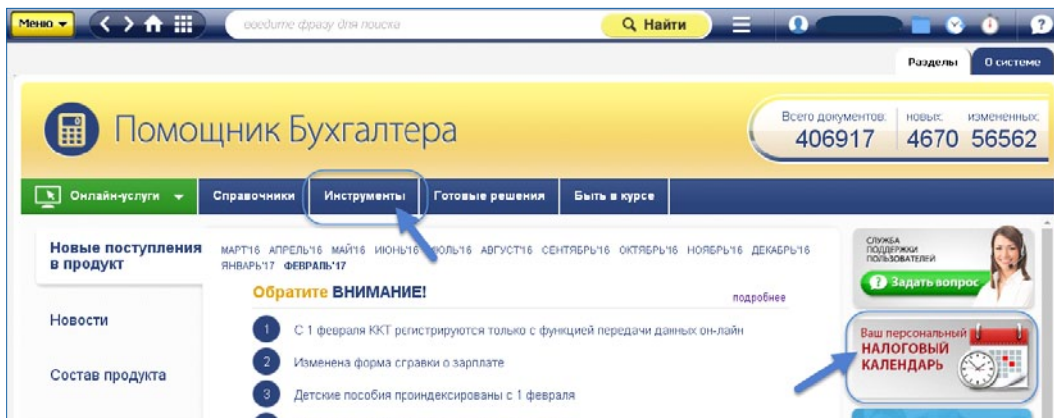 Меню
введите фразу для поиска
Найти
Разделы
О системе
Помощник Бухгалтера
Всего документов:
новых:
измененных:
406917
4670
56562
Онлайн-услуги
Справочники
Инструменты
Готовые решения
Быть в курсе
Новые поступления
в продукт
МАРТ'16 АПРЕЛЬ'16 МАЙ'16 ИЮНЬ'16 ИЮЛЬ'16 АВГУСТ'16 СЕНТЯБРЬ'16 ОКТЯБРЬ'16 НОЯБРЬ'16 ДЕКАБРЬ'16
ЯНВАРЬ'17 ФЕВРАЛЬ'17
Обратите ВНИМАНИЕ!
подробнее
1 С 1 февраля ККТ регистрируются только с функцией передачи данных он-лайн
Новости
2 Изменена форма справки о зарплате
Состав продукта
3 Детские пособия проиндексированы с 1 февраля
СЛУЖБА
ПОДДЕРЖКИ
ПОЛЬЗОВАТЕЛЕЙ
? Задать вопрос
Ваш персональный
НАЛОГОВЫЙ
КАЛЕНДАРЬ